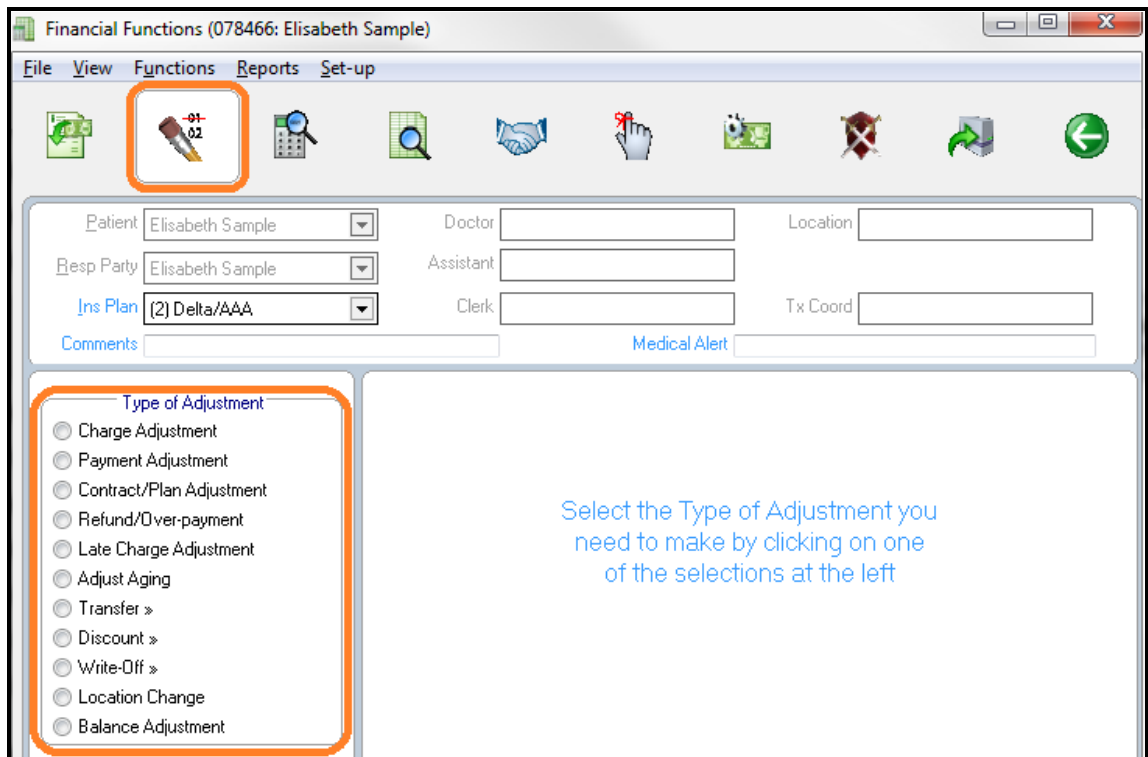 Financial Functions (078466: Elisabeth Sample)
File View Functions Reports Set-up
01
02
Patient Elisabeth Sample Doctor Location
Resp Party Elisabeth Sample Assistant
Ins Plan (2) Delta/AAA Clerk Tx Coord
Comments Medical Alert
Type of Adjustment
Charge Adjustment
Payment Adjustment
Contract/Plan Adjustment
Refund/Over-payment
Late Charge Adjustment
Adjust Aging
Transfer »
Discount »
Write-Off »
Location Change
Balance Adjustment
Select the Type of Adjustment you
need to make by clicking on one
of the selections at the left